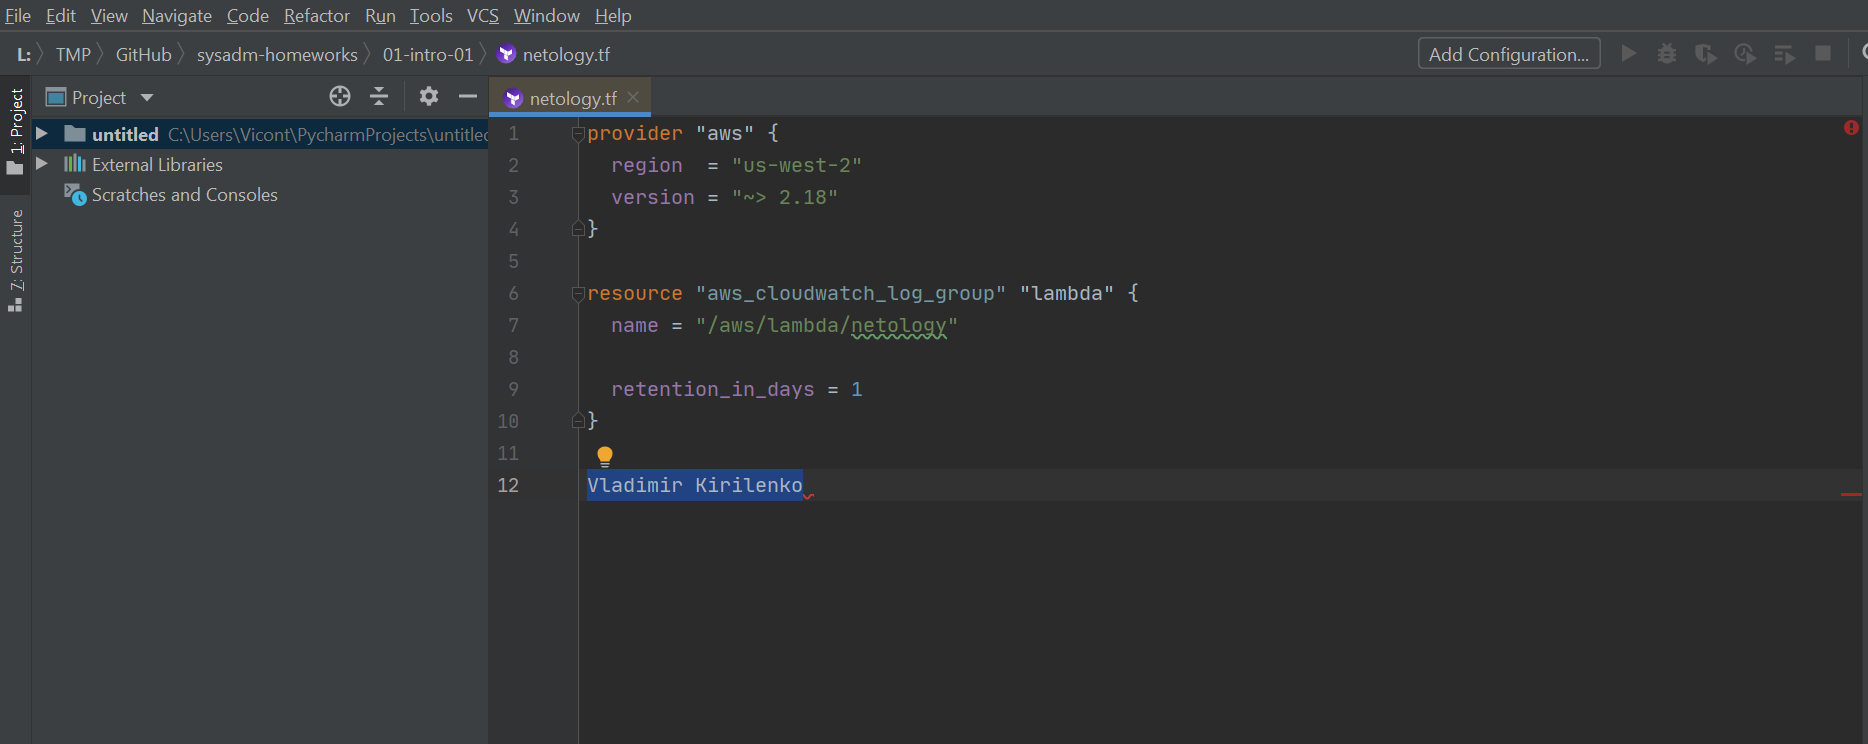 File Edit View Navigate Code Refactor Run Tools VCS Window Help
L: TMP GitHub sysadm-homeworks 01-intro-01 netology.tf Add Configuration...
1: Project
7: Structure
Project
untitled C:\Users\Vicont\PycharmProjects\untitled
External Libraries
Scratches and Consoles
netology.tf
1 provider "aws" {
2   region  = "us-west-2"
3   version = "~> 2.18"
4 }
5
6 resource "aws_cloudwatch_log_group" "lambda" {
7   name = "/aws/lambda/netology"
8
9   retention_in_days = 1
10 }
11
12 Vladimir Kirilenko